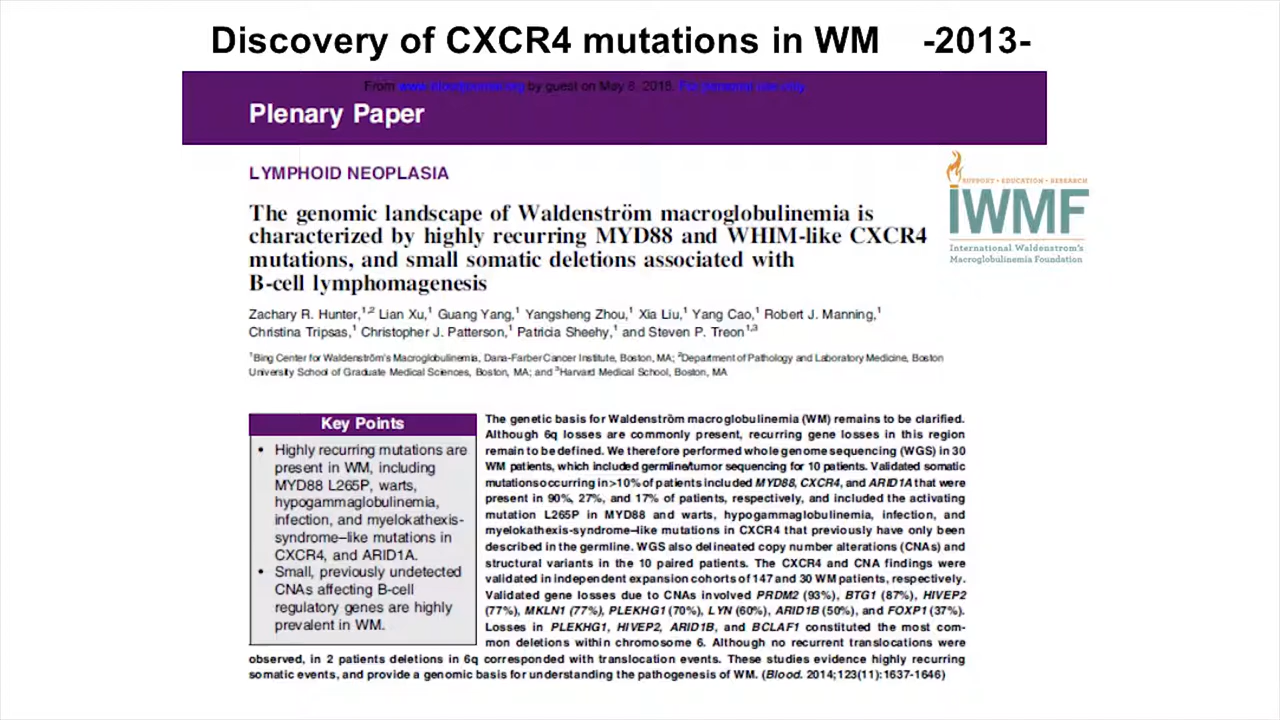 Discovery of CXCR4 mutations in WM -2013-
From www.bloodjournal.org by guest on May 8, 2018. For personal use only.
Plenary Paper
LYMPHOID NEOPLASIA
SUPPORT • EDUCATION • RESEARCH
IWMF
International Waldenstrom's
Macroglobulinemia Foundation
The genomic landscape of Waldenström macroglobulinemia is
characterized by highly recurring MYD88 and WHIM-like CXCR4
mutations, and small somatic deletions associated with
B-cell lymphomagenesis
Zachary R. Hunter,1,2 Lian Xu,1 Guang Yang,1 Yangsheng Zhou,1 Xia Liu,1 Yang Cao,1 Robert J. Manning,1
Christina Tripsas,1 Christopher J. Patterson,1 Patricia Sheehy,1 and Steven P. Treon1,3
1Bing Center for Waldenström's Macroglobulinemia, Dana-Farber Cancer Institute, Boston, MA; 2Department of Pathology and Laboratory Medicine, Boston
University School of Graduate Medical Sciences, Boston, MA; and 3Harvard Medical School, Boston, MA
Key Points
• Highly recurring mutations are
present in WM, including
MYD88 L265P, warts,
hypogammaglobulinemia,
infection, and myelokathexis-
syndrome–like mutations in
CXCR4, and ARID1A.
• Small, previously undetected
CNAs affecting B-cell
regulatory genes are highly
prevalent in WM.
The genetic basis for Waldenström macroglobulinemia (WM) remains to be clarified.
Although 6q losses are commonly present, recurring gene losses in this region
remain to be defined. We therefore performed whole genome sequencing (WGS) in 30
WM patients, which included germline/tumor sequencing for 10 patients. Validated somatic
mutations occurring in >10% of patients included MYD88, CXCR4, and ARID1A that were
present in 90%, 27%, and 17% of patients, respectively, and included the activating
mutation L265P in MYD88 and warts, hypogammaglobulinemia, infection, and
myelokathexis-syndrome–like mutations in CXCR4 that previously have only been
described in the germline. WGS also delineated copy number alterations (CNAs) and
structural variants in the 10 paired patients. The CXCR4 and CNA findings were
validated in independent expansion cohorts of 147 and 30 WM patients, respectively.
Validated gene losses due to CNAs involved PRDM2 (93%), BTG1 (87%), HIVEP2
(77%), MKLN1 (77%), PLEKHG1 (70%), LYN (60%), ARID1B (50%), and FOXP1 (37%).
Losses in PLEKHG1, HIVEP2, ARID1B, and BCLAF1 constituted the most com-
mon deletions within chromosome 6. Although no recurrent translocations were
observed, in 2 patients deletions in 6q corresponded with translocation events. These studies evidence highly recurring
somatic events, and provide a genomic basis for understanding the pathogenesis of WM. (Blood. 2014;123(11):1637-1646)